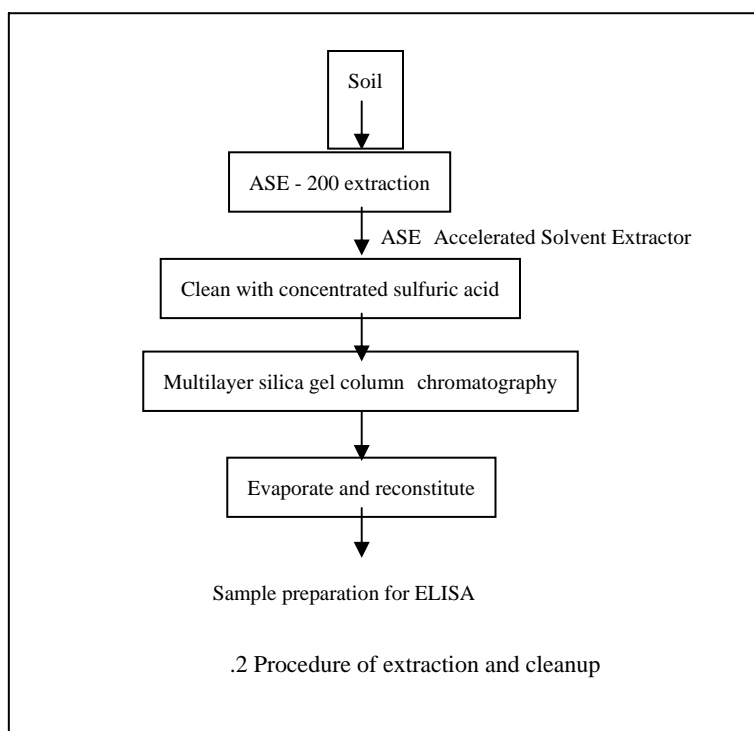 Soil
ASE - 200 extraction
ASE Accelerated Solvent Extractor
Clean with concentrated sulfuric acid
Multilayer silica gel column chromatography
Evaporate and reconstitute
Sample preparation for ELISA
.2 Procedure of extraction and cleanup